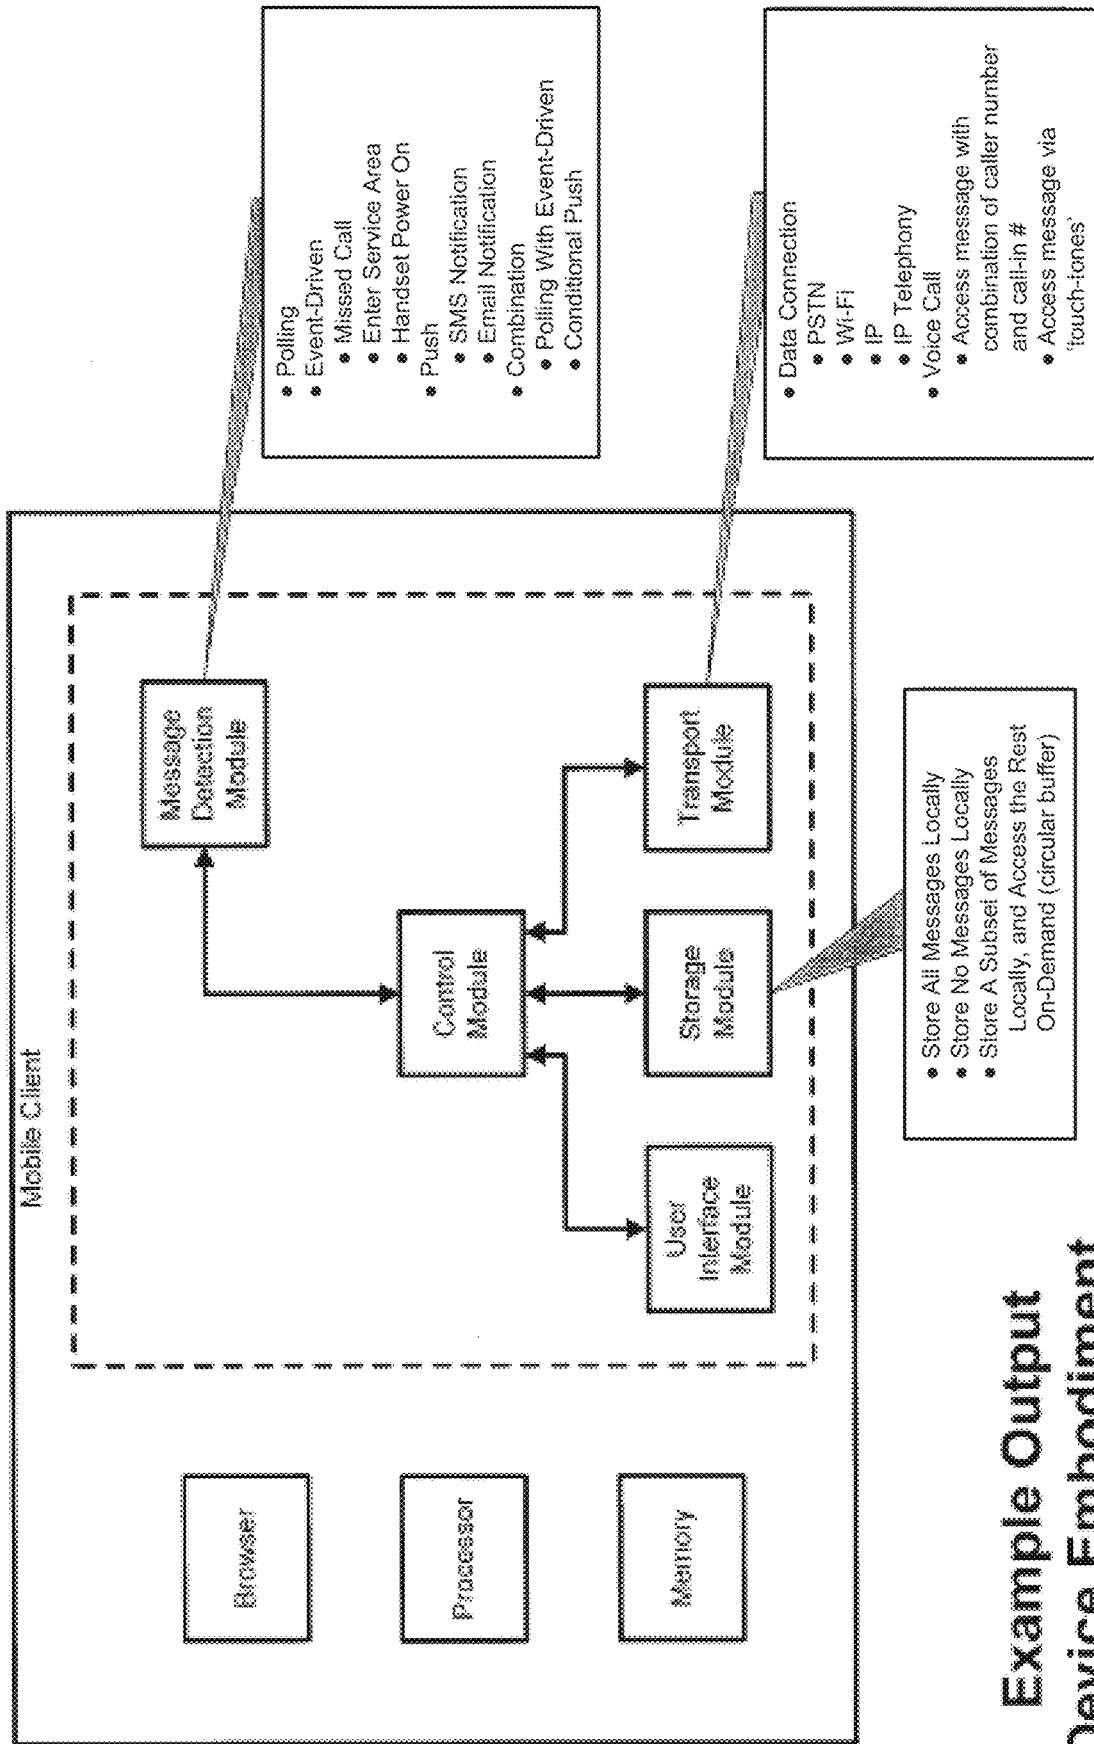 Mobile Client
Browser
Processor
Memory
Message
Detection
Module
Control
Module
User
Interface
Module
Storage
Module
Transport
Module
• Polling
• Event-Driven
• Missed Call
• Enter Service Area
• Handset Power On
• Push
• SMS Notification
• Email Notification
• Combination
• Polling With Event-Driven
• Conditional Push
• Data Connection
• PSTN
• Wi-Fi
• IP
• IP Telephony
• Voice Call
• Access message with
combination of caller number
and call-in #
• Access message via
'touch-tones'
• Store All Messages Locally
• Store No Messages Locally
• Store A Subset of Messages
Locally, and Access the Rest
On-Demand (circular buffer)
Example Output
Device Embodiment